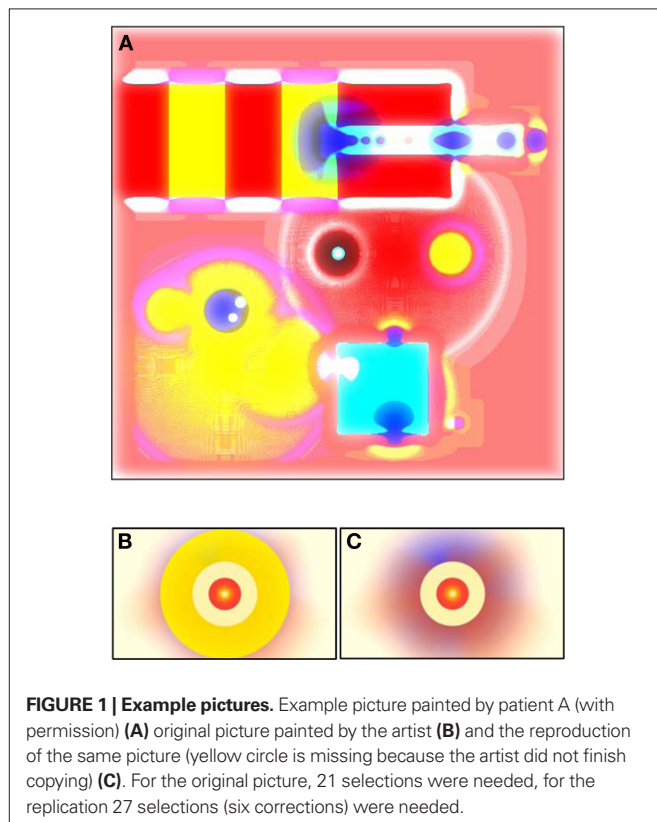 A
B
C
FIGURE 1 | Example pictures. Example picture painted by patient A (with
permission) (A) original picture painted by the artist (B) and the reproduction
of the same picture (yellow circle is missing because the artist did not finish
copying) (C). For the original picture, 21 selections were needed, for the
replication 27 selections (six corrections) were needed.